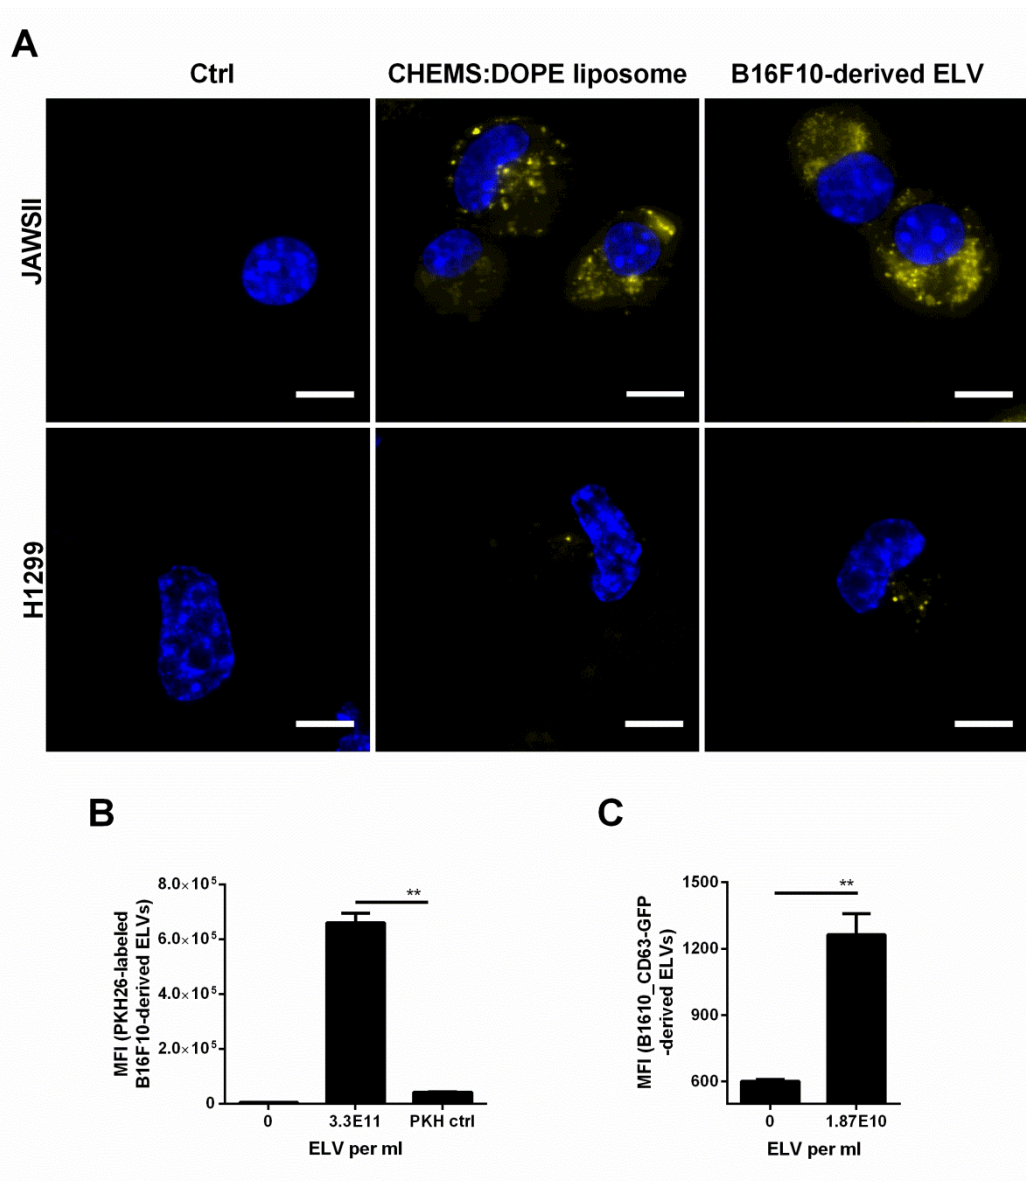 A
Ctrl
CHEMS:DOPE liposome
B16F10-derived ELV
JAWSII
H1299
B
MFI (PKH26-labeled
B16F10-derived ELVs)
8.0×10⁵
6.0×10⁵
4.0×10⁵
2.0×10⁵
0
**
0
3.3E11
PKH ctrl
ELV per ml
C
MFI (B1610_CD63-GFP
-derived ELVs)
1500
1200
900
600
**
0
1.87E10
ELV per ml